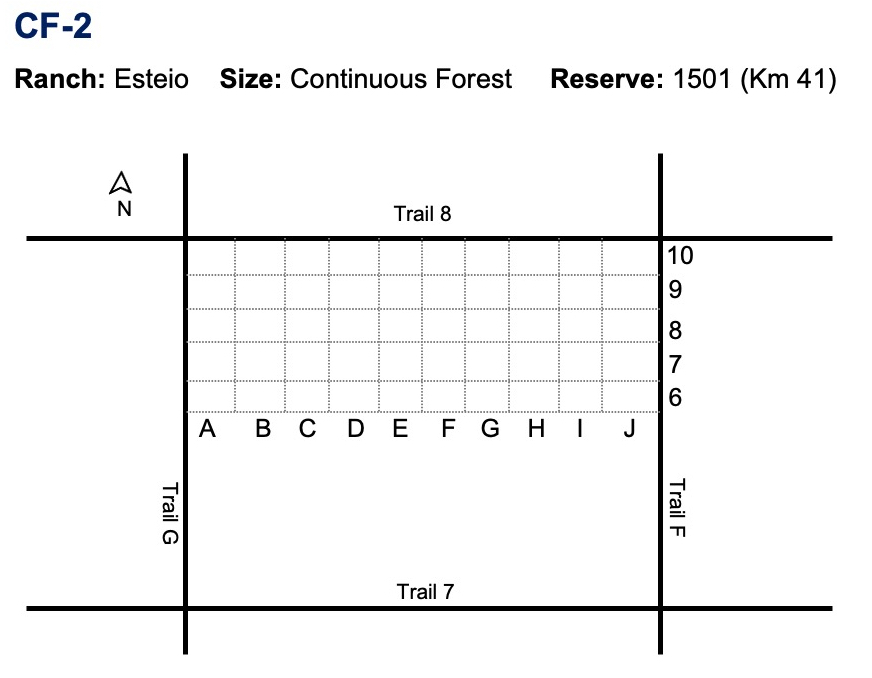 CF-2
Ranch: Esteio Size: Continuous Forest Reserve: 1501 (Km 41)
N
Trail 8
10
9
8
7
6
A B C D E F G H I J
Trail G
Trail F
Trail 7